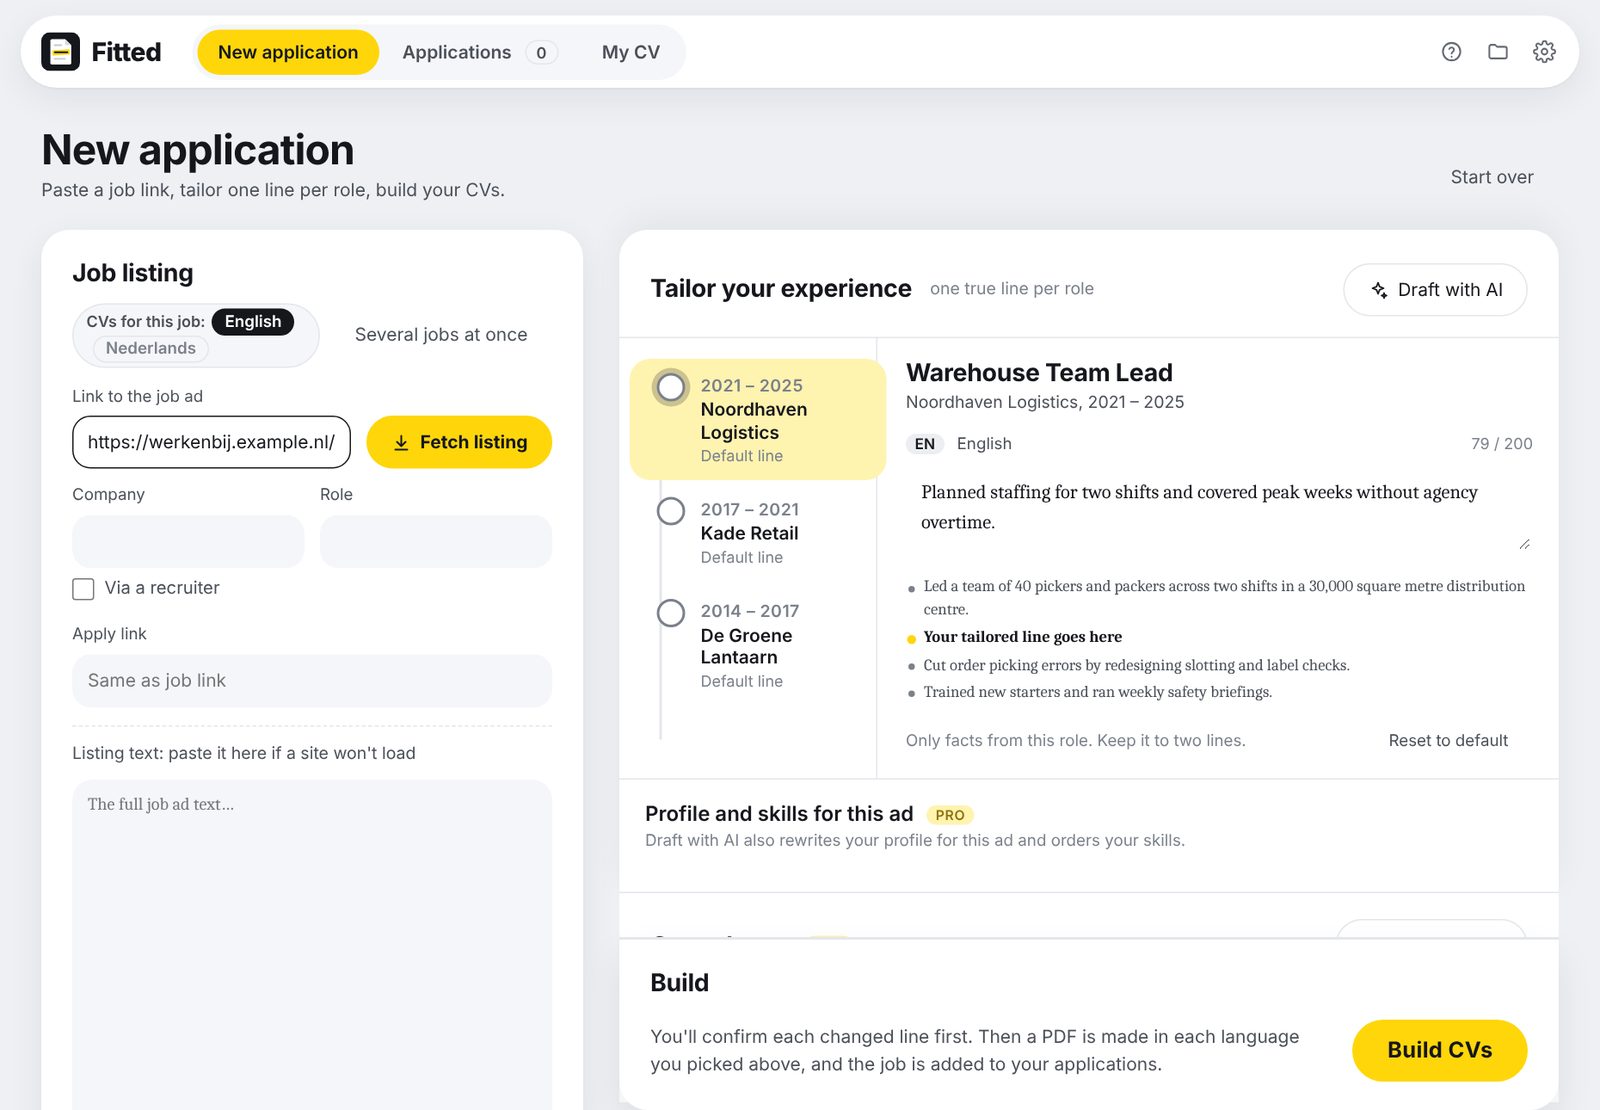 Fitted
New application
Applications 0
My CV
New application
Paste a job link, tailor one line per role, build your CVs.
Start over
Job listing
CVs for this job: English
Nederlands
Several jobs at once
Link to the job ad
https://werkenbij.example.nl/
Fetch listing
Company
Role
Via a recruiter
Apply link
Same as job link
Listing text: paste it here if a site won't load
The full job ad text...
Tailor your experience
one true line per role
Draft with AI
2021 – 2025
Noordhaven
Logistics
Default line
2017 – 2021
Kade Retail
Default line
2014 – 2017
De Groene
Lantaarn
Default line
Warehouse Team Lead
Noordhaven Logistics, 2021 – 2025
EN English
79 / 200
Planned staffing for two shifts and covered peak weeks without agency
overtime.
Led a team of 40 pickers and packers across two shifts in a 30,000 square metre distribution
centre.
Your tailored line goes here
Cut order picking errors by redesigning slotting and label checks.
Trained new starters and ran weekly safety briefings.
Only facts from this role. Keep it to two lines.
Reset to default
Profile and skills for this ad PRO
Draft with AI also rewrites your profile for this ad and orders your skills.
Build
You'll confirm each changed line first. Then a PDF is made in each language
you picked above, and the job is added to your applications.
Build CVs